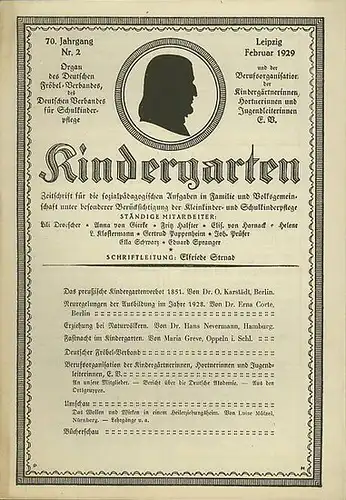 70. Jahrgang
Nr. 2
Leipzig
Februar 1929
Organ
des Deutschen
Fröbel-Verbandes,
des
Deutschen Verbandes
für Schulkinder-
pflege
und der
Berufsorganisation
der
Kindergärtnerinnen,
Hortnerinnen und
Jugendleiterinnen
E. V.
Kindergarten
Zeitschrift für die sozialpädagogischen Aufgaben in Familie und Volksgemein-
schaft unter besonderer Berücksichtigung der Kleinkinder- und Schulkinderpflege
STÄNDIGE MITARBEITER:
Lili Droescher * Anna von Gierke * Fritz Halfter * Elis. von Harnack * Helene
L. Klostermann * Gertrud Pappenheim * Joh. Prüfer
Ella Schwarz * Eduard Spranger
*
SCHRIFTLEITUNG: Elfriede Strnad
Das preußische Kindergartenverbot 1851. Von Dr. O. Karstädt, Berlin.
Neuregelungen der Ausbildung im Jahre 1928. Von Dr. Erna Corte,
Berlin
Erziehung bei Naturvölkern. Von Dr. Hans Nevermann, Hamburg.
Fastnacht im Kindergarten. Von Maria Greve, Oppeln i. Schl.
Deutscher Fröbel-Verband
Berufsorganisation der Kindergärtnerinnen, Hortnerinnen und Jugend-
leiterinnen, E. V.
An unsere Mitglieder. — Bericht über die Deutsche Akademie. — Aus den
Ortsgruppen.
Umschau
Das Wollen und Wirken in einem Heilerziehungsheim. Von Luise Mützel,
Nürnberg. — Lehrgänge u. a.
Bücherschau